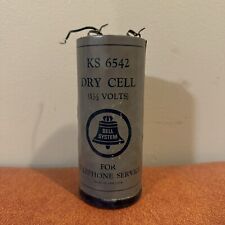 KS 6542
DRY CELL
(1½ VOLTS)
BELL
SYSTEM
FOR
TELEPHONE SERVICE